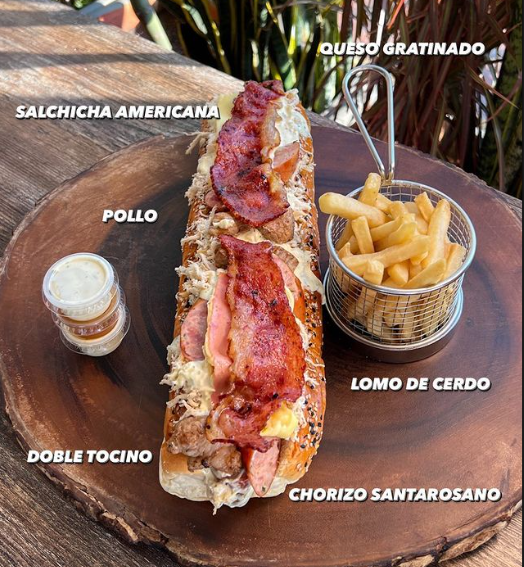 QUESO GRATINADO
SALCHICHA AMERICANA
POLLO
LOMO DE CERDO
DOBLE TOCINO
CHORIZO SANTAROSANO